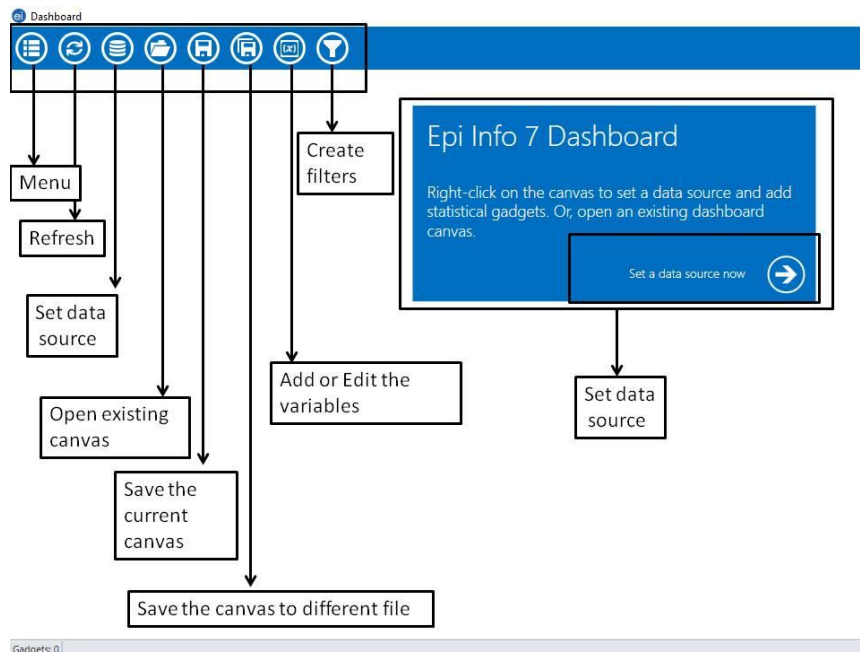 ei Dashboard
(x)
Epi Info 7 Dashboard
Right-click on the canvas to set a data source and add
statistical gadgets. Or, open an existing dashboard
canvas.
Set a data source now
Create
filters
Menu
Refresh
Set data
source
Add or Edit the
variables
Set data
source
Open existing
canvas
Save the
current
canvas
Save the canvas to different file
Gadgets: 0